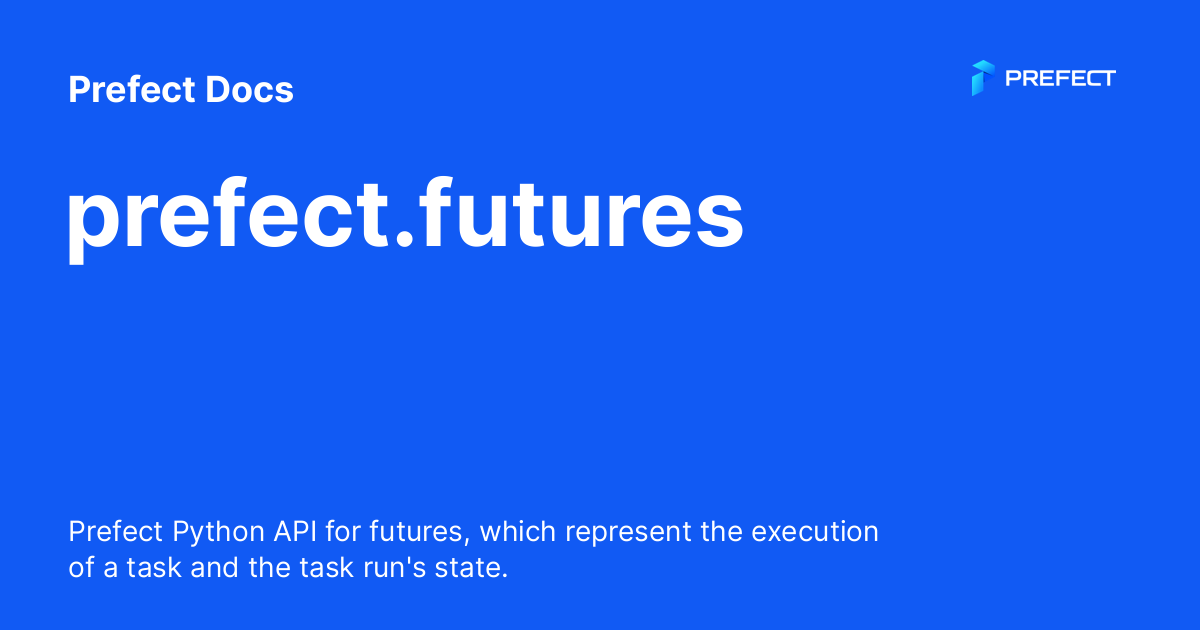 Prefect Docs
PREFECT
prefect.futures
Prefect Python API for futures, which represent the execution
of a task and the task run's state.